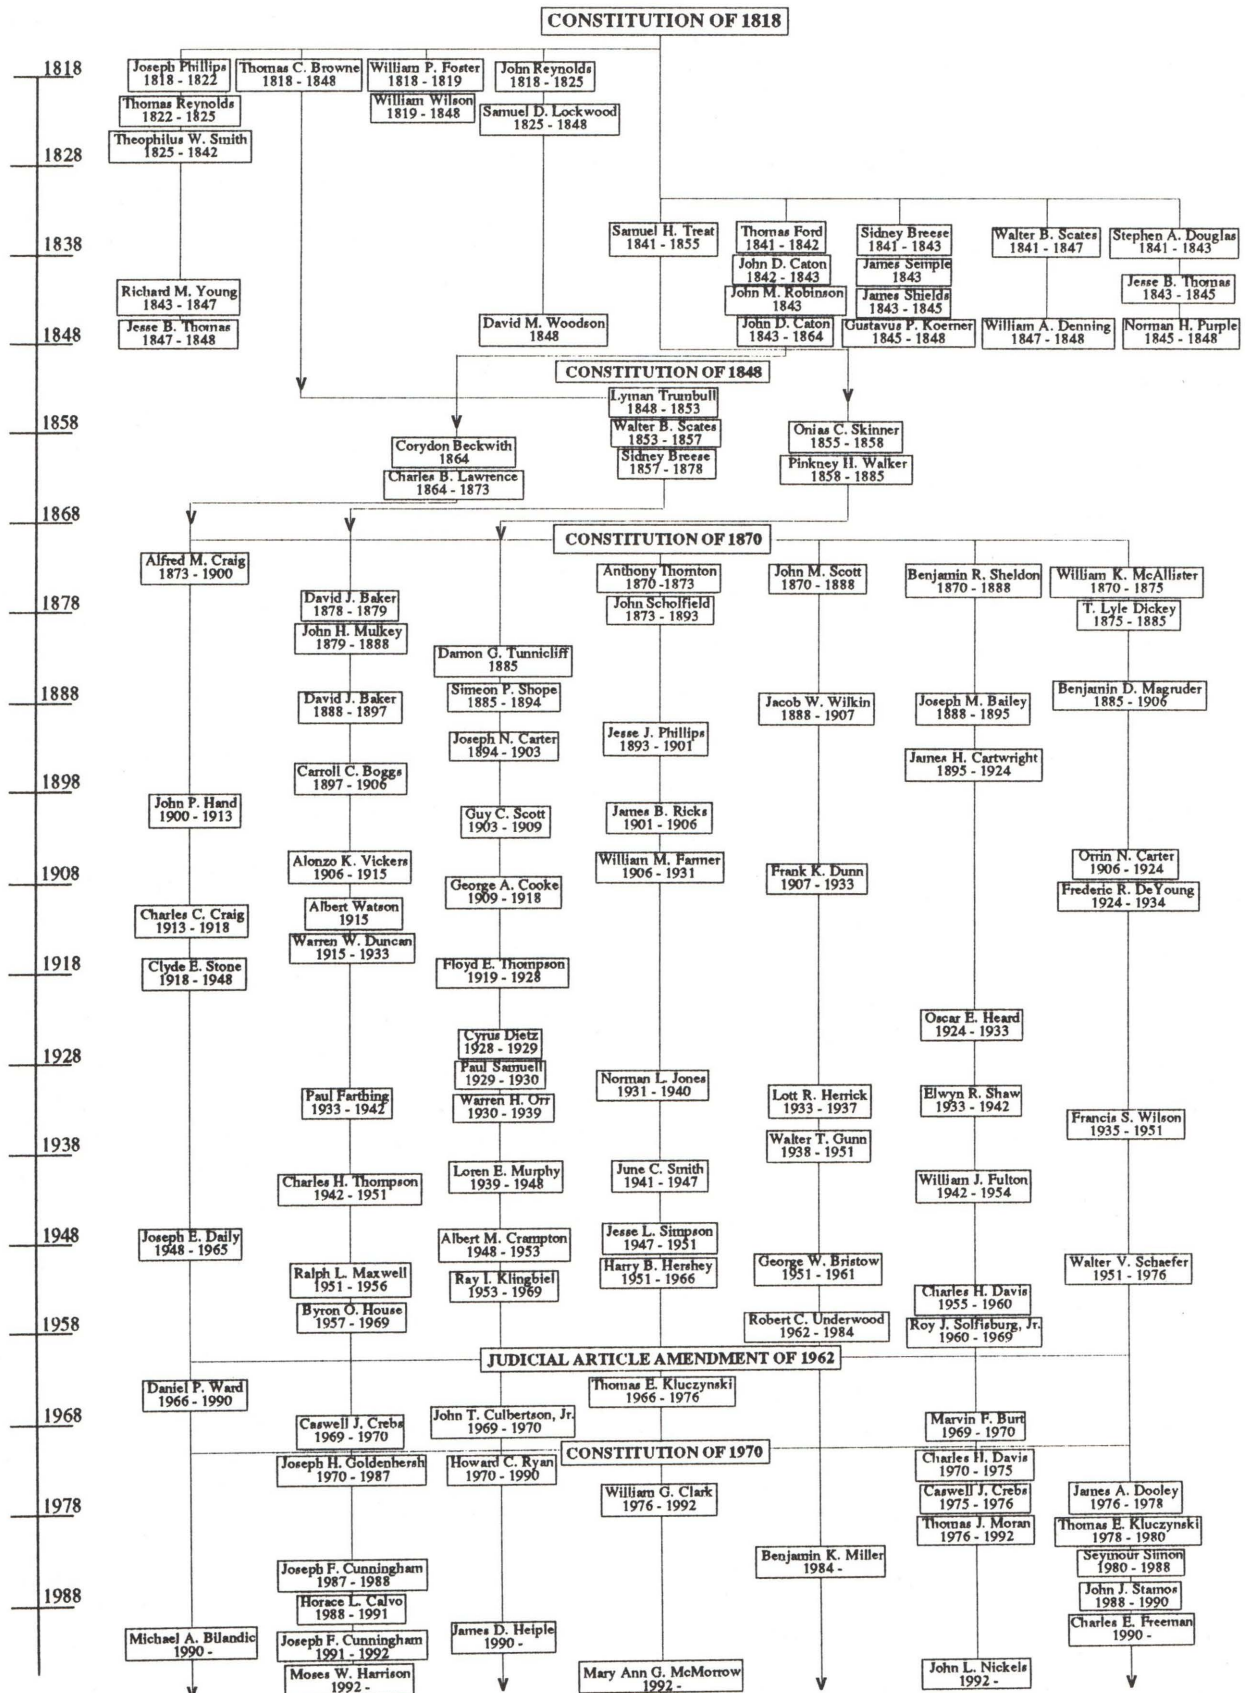 CONSTITUTION OF 1818
1818
Joseph Phillips
1818 - 1822
Thomas C. Browne
1818 - 1848
William P. Foster
1818 - 1819
John Reynolds
1818 - 1825
Thomas Reynolds
1822 - 1825
William Wilson
1819 - 1848
Samuel D. Lockwood
1825 - 1848
Theophilus W. Smith
1825 - 1842
1828
1838
Samuel H. Treat
1841 - 1855
Thomas Ford
1841 - 1842
Sidney Breese
1841 - 1843
Walter B. Scates
1841 - 1847
Stephen A. Douglas
1841 - 1843
John D. Caton
1842 - 1843
James Semple
1843
Richard M. Young
1843 - 1847
John M. Robinson
1843
James Shields
1843 - 1845
Jesse B. Thomas
1843 - 1845
1848
Jesse B. Thomas
1847 - 1848
David M. Woodson
1848
John D. Caton
1843 - 1864
Gustavus P. Koerner
1845 - 1848
William A. Denning
1847 - 1848
Norman H. Purple
1845 - 1848
CONSTITUTION OF 1848
Lyman Trumbull
1848 - 1853
1858
Walter B. Scates
1853 - 1857
Onias C. Skinner
1855 - 1858
Corydon Beckwith
1864
Sidney Breese
1857 - 1878
Pinkney H. Walker
1858 - 1885
Charles B. Lawrence
1864 - 1873
1868
CONSTITUTION OF 1870
Alfred M. Craig
1873 - 1900
Anthony Thornton
1870 -1873
John M. Scott
1870 - 1888
Benjamin R. Sheldon
1870 - 1888
William K. McAllister
1870 - 1875
1878
David J. Baker
1878 - 1879
John Scholfield
1873 - 1893
T. Lyle Dickey
1875 - 1885
John H. Mulkey
1879 - 1888
Damon G. Tunnicliff
1885
1888
David J. Baker
1888 - 1897
Simeon P. Shope
1885 - 1894
Jacob W. Wilkin
1888 - 1907
Joseph M. Bailey
1888 - 1895
Benjamin D. Magruder
1885 - 1906
Joseph N. Carter
1894 - 1903
Jesse J. Phillips
1893 - 1901
James H. Cartwright
1895 - 1924
1898
Carroll C. Boggs
1897 - 1906
John P. Hand
1900 - 1913
Guy C. Scott
1903 - 1909
James B. Ricks
1901 - 1906
1908
Alonzo K. Vickers
1906 - 1915
George A. Cooke
1909 - 1918
William M. Farmer
1906 - 1931
Frank K. Dunn
1907 - 1933
Orrin N. Carter
1906 - 1924
Frederic R. DeYoung
1924 - 1934
Charles C. Craig
1913 - 1918
Albert Watson
1915
Warren W. Duncan
1915 - 1933
1918
Clyde E. Stone
1918 - 1948
Floyd E. Thompson
1919 - 1928
Oscar E. Heard
1924 - 1933
1928
Cyrus Dietz
1928 - 1929
Paul Samuell
1929 - 1930
Norman L. Jones
1931 - 1940
Paul Farthing
1933 - 1942
Warren H. Orr
1930 - 1939
Lott R. Herrick
1933 - 1937
Elwyn R. Shaw
1933 - 1942
Francis S. Wilson
1935 - 1951
1938
Walter T. Gunn
1938 - 1951
Charles H. Thompson
1942 - 1951
Loren E. Murphy
1939 - 1948
June C. Smith
1941 - 1947
William J. Fulton
1942 - 1954
1948
Joseph E. Daily
1948 - 1965
Albert M. Crampton
1948 - 1953
Jesse L. Simpson
1947 - 1951
Ralph L. Maxwell
1951 - 1956
Ray I. Klingbiel
1953 - 1969
Harry B. Hershey
1951 - 1966
George W. Bristow
1951 - 1961
Walter V. Schaefer
1951 - 1976
Charles H. Davis
1955 - 1960
Byron O. House
1957 - 1969
Robert C. Underwood
1962 - 1984
Roy J. Solfisburg, Jr.
1960 - 1969
1958
JUDICIAL ARTICLE AMENDMENT OF 1962
Daniel P. Ward
1966 - 1990
Thomas E. Kluczynski
1966 - 1976
1968
Caswell J. Crebs
1969 - 1970
John T. Culbertson, Jr.
1969 - 1970
Marvin F. Burt
1969 - 1970
CONSTITUTION OF 1970
Joseph H. Goldenhersh
1970 - 1987
Howard C. Ryan
1970 - 1990
Charles H. Davis
1970 - 1975
William G. Clark
1976 - 1992
Caswell J. Crebs
1975 - 1976
James A. Dooley
1976 - 1978
1978
Thomas J. Moran
1976 - 1992
Thomas E. Kluczynski
1978 - 1980
Joseph F. Cunningham
1987 - 1988
Benjamin K. Miller
1984 -
Seymour Simon
1980 - 1988
1988
Horace L. Calvo
1988 - 1991
John J. Stamos
1988 - 1990
Michael A. Bilandic
1990 -
Joseph F. Cunningham
1991 - 1992
James D. Heiple
1990 -
Charles E. Freeman
1990 -
Moses W. Harrison
1992 -
Mary Ann G. McMorrow
1992 -
John L. Nickels
1992 -